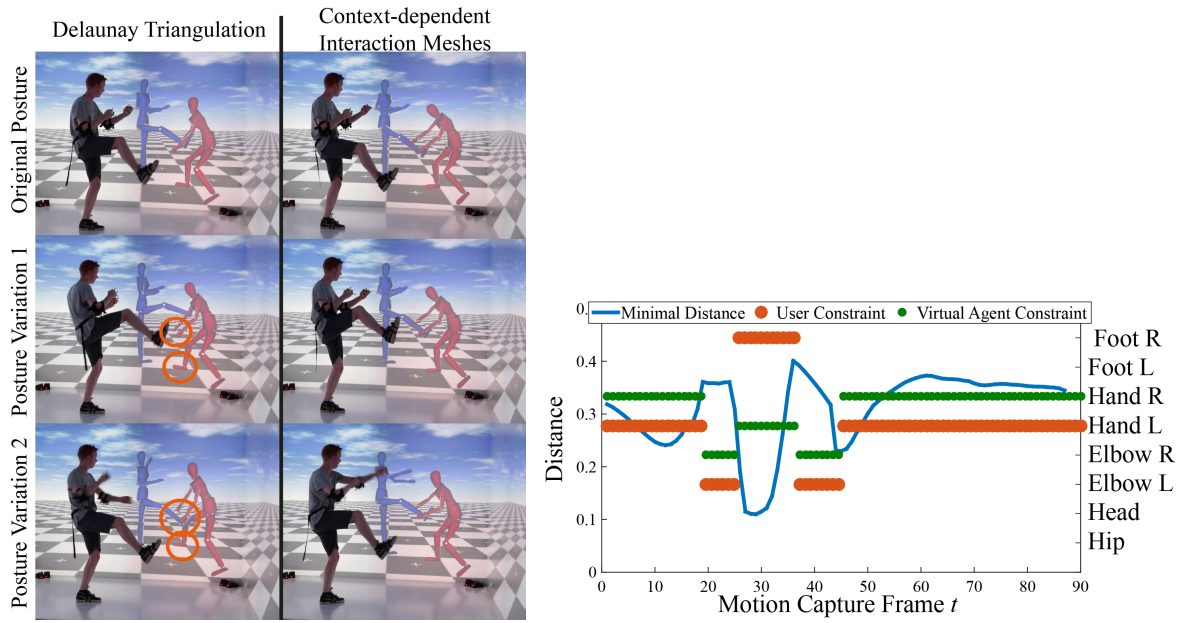 Delaunay Triangulation
Context-dependent
Interaction Meshes
Original Posture
Posture Variation 1
Posture Variation 2
Minimal Distance
User Constraint
Virtual Agent Constraint
Distance
0.
0.4
0.3
0.2
0.1
0
Foot R
Foot L
Hand R
Hand L
Elbow R
Elbow L
Head
Hip
0 10 20 30 40 50 60 70 80 90
Motion Capture Frame t